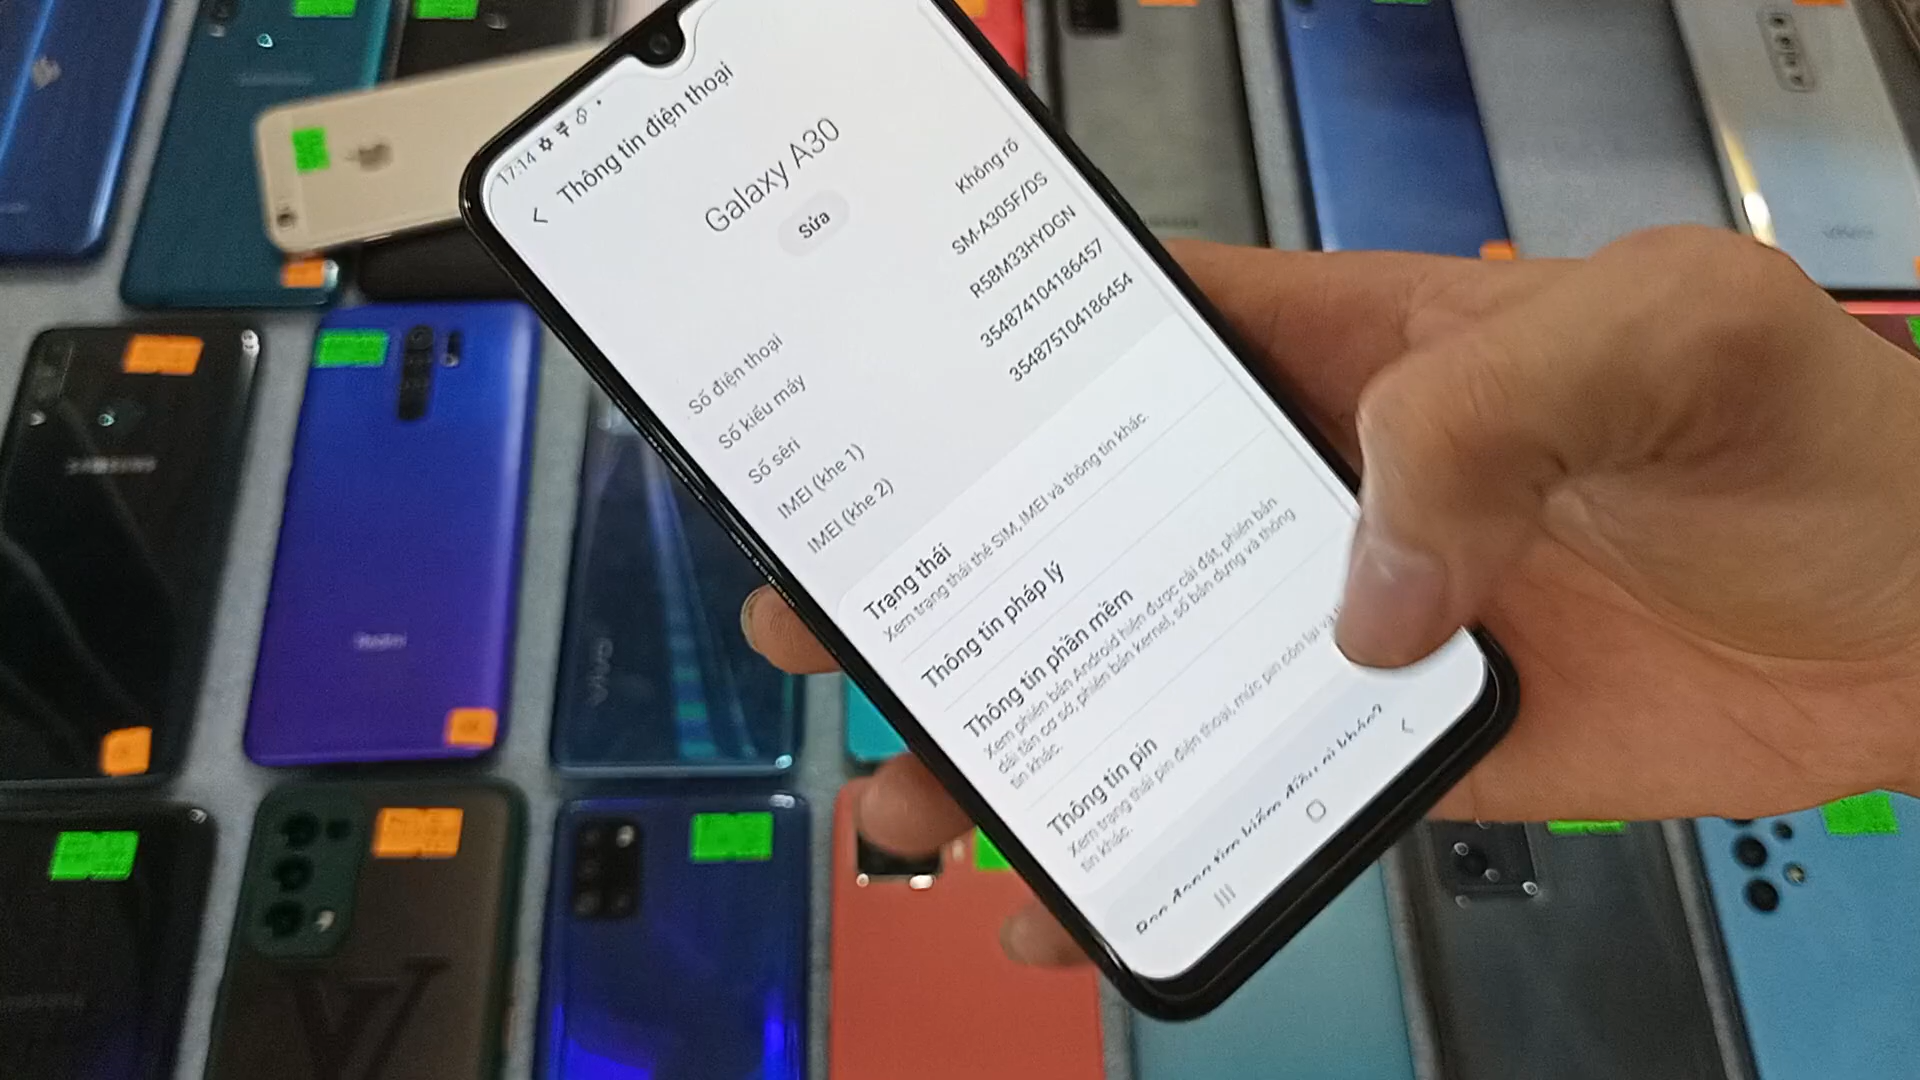 17:14
Thông tin điện thoại
Galaxy A30
Sửa
Số điện thoại Không rõ
Số kiểu máy SM-A305F/DS
Số sêri R58M33HYDGN
IMEI (khe 1) 354874104186457
IMEI (khe 2) 354875104186454
Trạng thái
Xem trạng thái thẻ SIM, IMEI và thông tin khác.
Thông tin pháp lý
Thông tin phần mềm
Xem phiên bản Android hiện được cài đặt, phiên bản
dải tần cơ sở, phiên bản kernel, số bản dựng và thông
tin khác.
Thông tin pin
Xem trạng thái pin điện thoại, mức pin còn lại và
tin khác.
SAMSUNG
Redmi
vivo